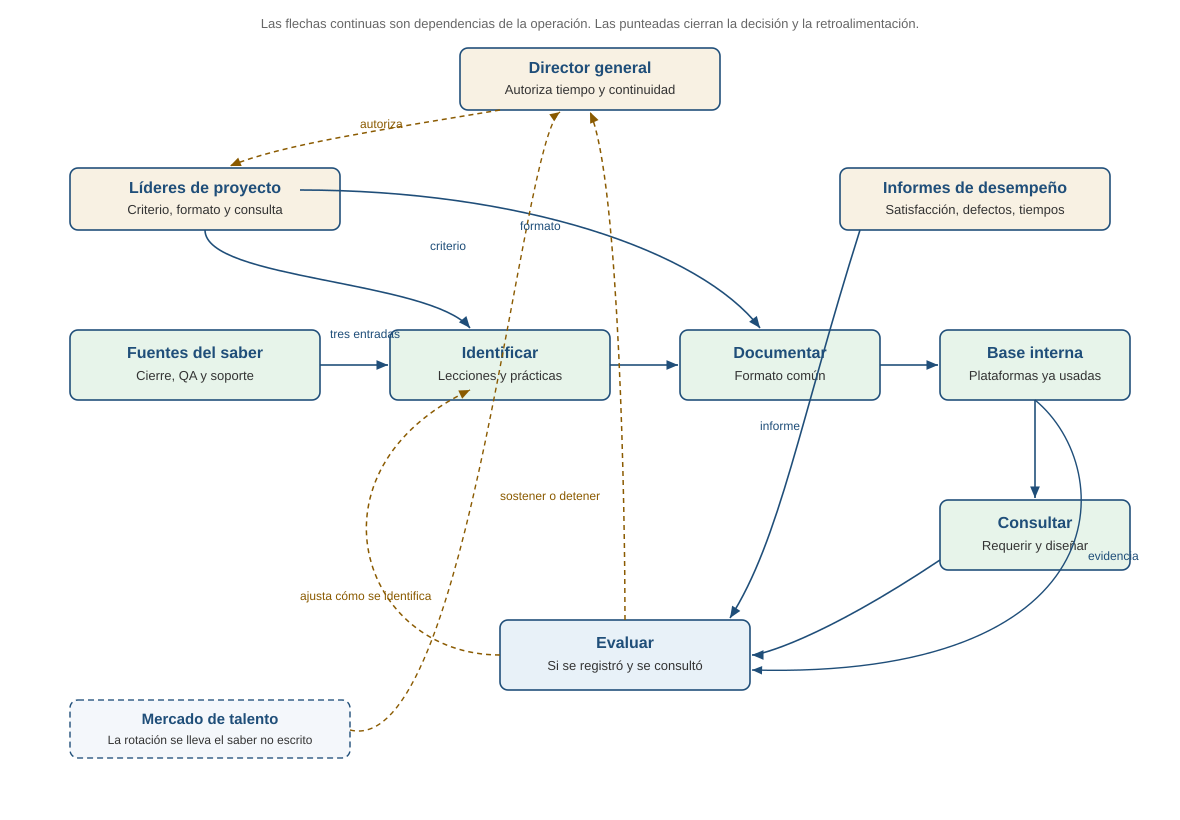 Las flechas continuas son dependencias de la operación. Las punteadas cierran la decisión y la retroalimentación.
Director general
Autoriza tiempo y continuidad
autoriza
Líderes de proyecto
Criterio, formato y consulta
Informes de desempeño
Satisfacción, defectos, tiempos
formato
criterio
tres entradas
Fuentes del saber
Cierre, QA y soporte
Identificar
Lecciones y prácticas
Documentar
Formato común
Base interna
Plataformas ya usadas
informe
sostener o detener
Consultar
Requerir y diseñar
evidencia
ajusta cómo se identifica
Evaluar
Si se registró y se consultó
Mercado de talento
La rotación se lleva el saber no escrito